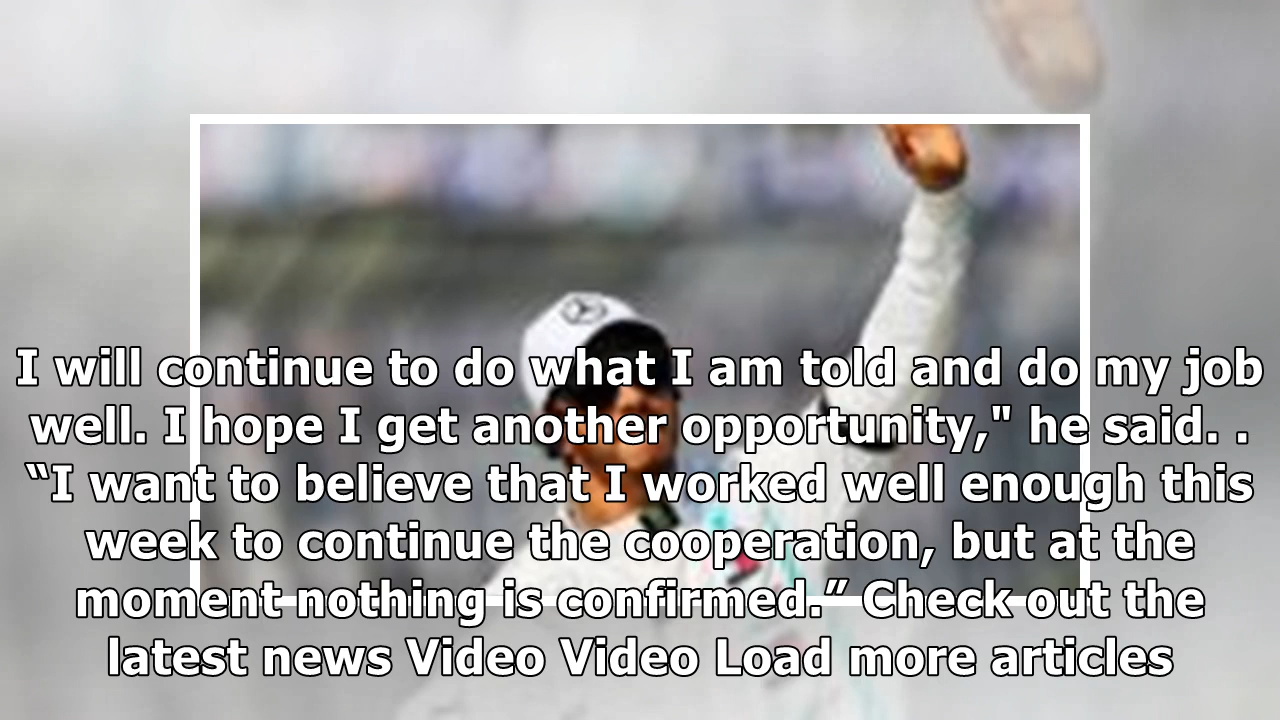 I will continue to do what I am told and do my job
well. I hope I get another opportunity," he said. .
“I want to believe that I worked well enough this
week to continue the cooperation, but at the
moment nothing is confirmed.” Check out the
latest news Video Video Load more articles